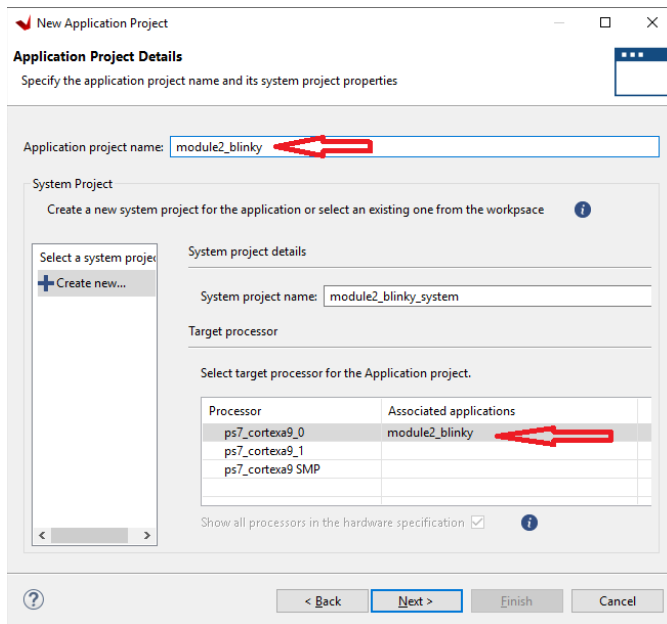 New Application Project
Application Project Details
Specify the application project name and its system project properties
Application project name: module2_blinky
System Project
Create a new system project for the application or select an existing one from the workpsace
Select a system projec
Create new...
System project details
System project name: module2_blinky_system
Target processor
Select target processor for the Application project.
Processor Associated applications
ps7_cortexa9_0 module2_blinky
ps7_cortexa9_1
ps7_cortexa9 SMP
Show all processors in the hardware specification
< Back Next > Finish Cancel